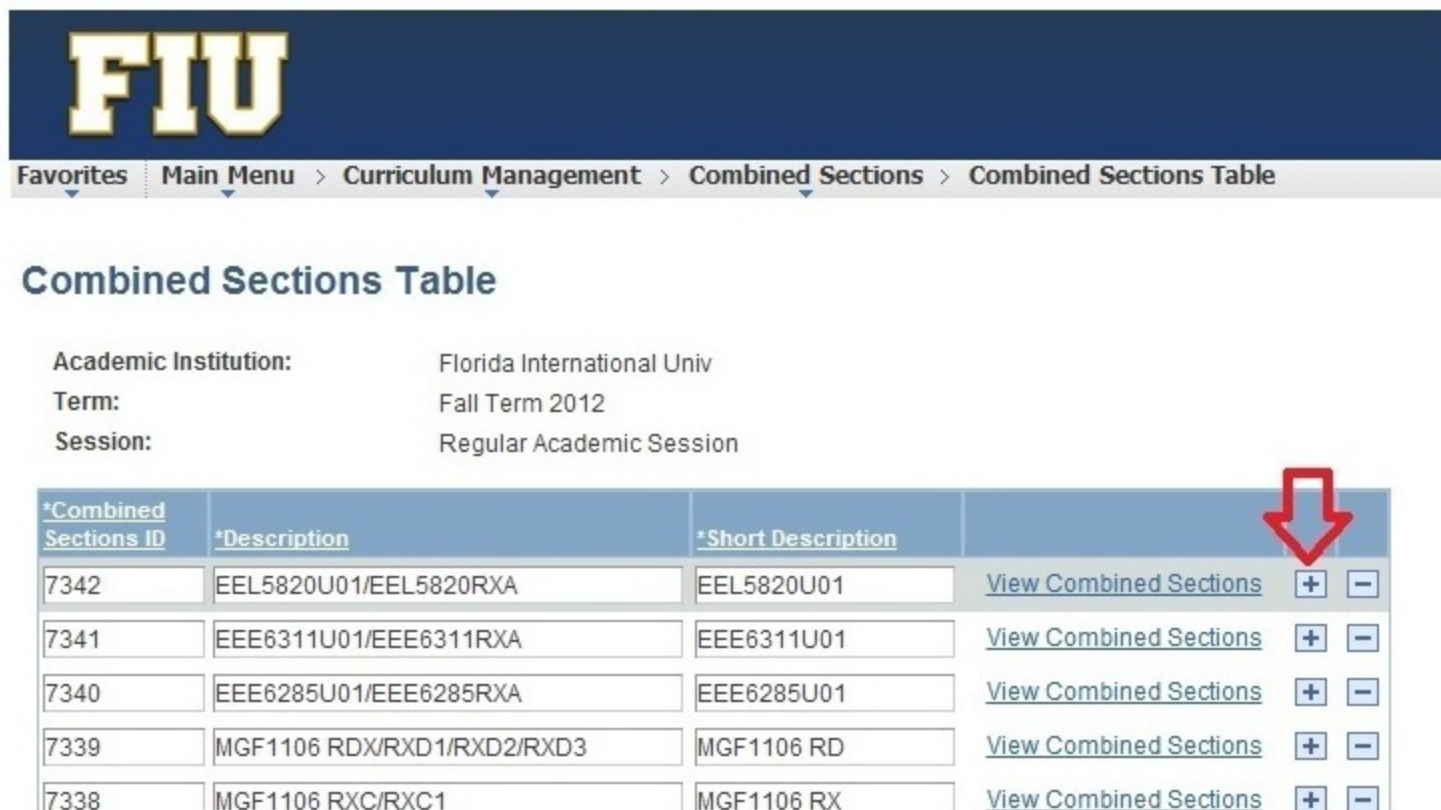 FIU
Favorites Main Menu > Curriculum Management > Combined Sections > Combined Sections Table
Combined Sections Table
Academic Institution: Florida International Univ
Term: Fall Term 2012
Session: Regular Academic Session
*Combined
Sections ID *Description *Short Description
7342 EEL5820U01/EEL5820RXA EEL5820U01 View Combined Sections + -
7341 EEE6311U01/EEE6311RXA EEE6311U01 View Combined Sections + -
7340 EEE6285U01/EEE6285RXA EEE6285U01 View Combined Sections + -
7339 MGF1106 RDX/RXD1/RXD2/RXD3 MGF1106 RD View Combined Sections + -
7338 MGF1106 RXC/RXC1 MGF1106 RX View Combined Sections + -